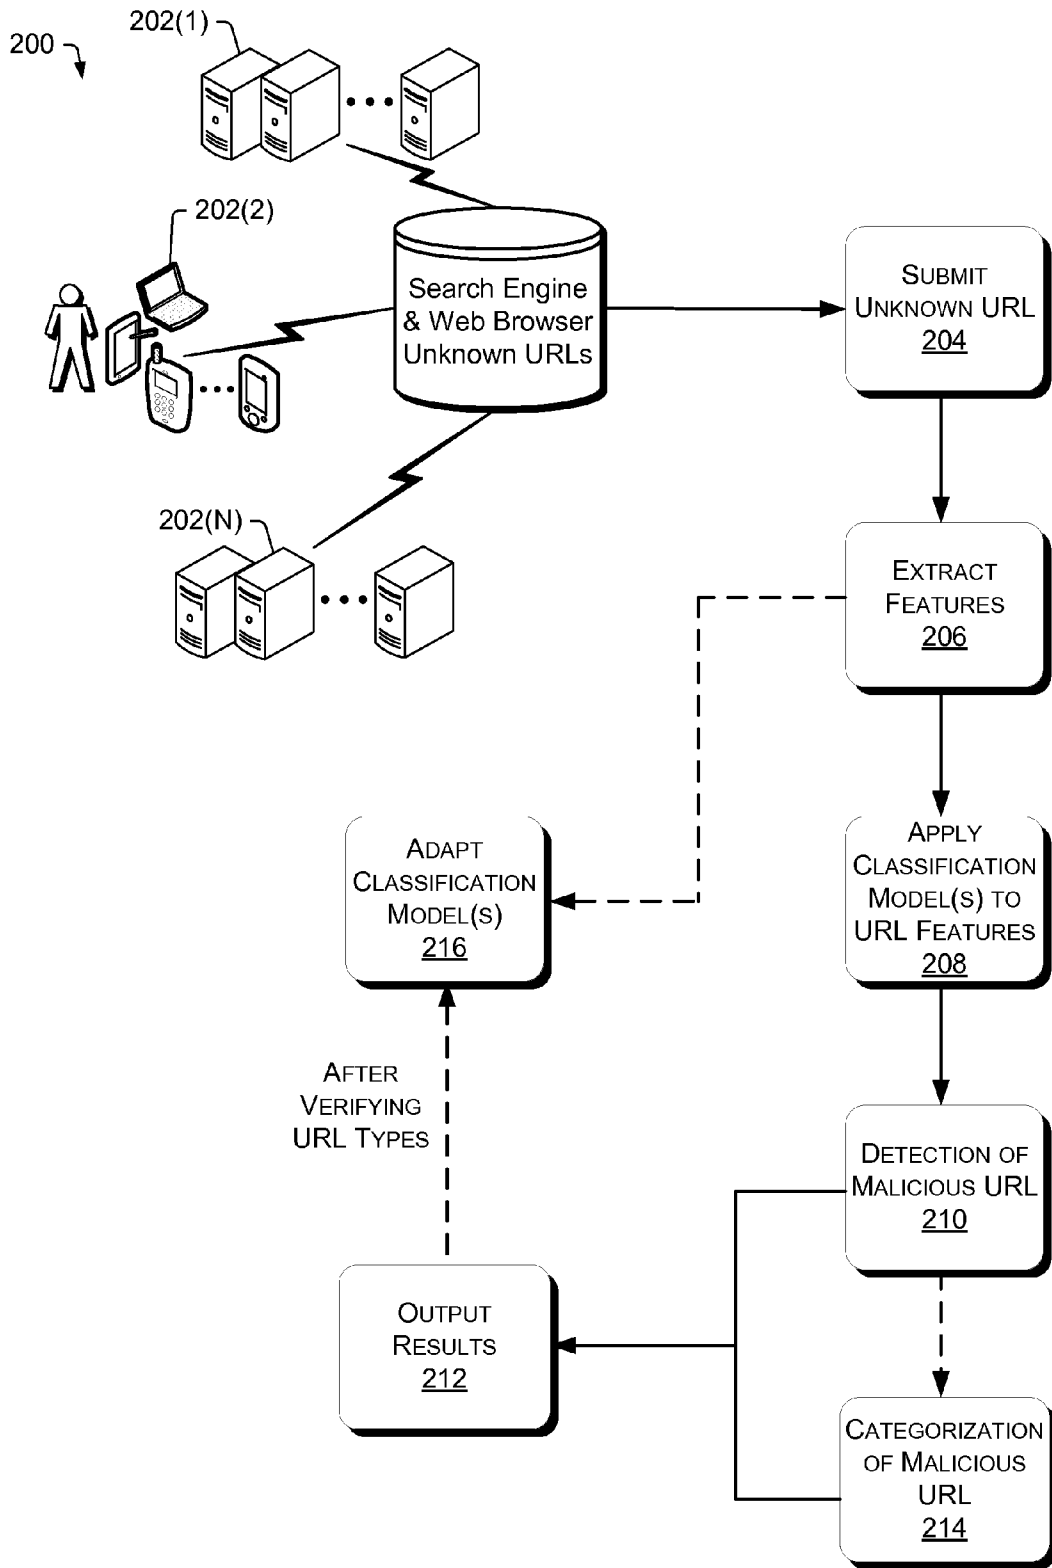 200
202(1)
202(2)
Search Engine
& Web Browser
Unknown URLs
202(N)
SUBMIT
UNKNOWN URL
204
EXTRACT
FEATURES
206
APPLY
CLASSIFICATION
MODEL(S) TO
URL FEATURES
208
ADAPT
CLASSIFICATION
MODEL(S)
216
AFTER
VERIFYING
URL TYPES
DETECTION OF
MALICIOUS URL
210
OUTPUT
RESULTS
212
CATEGORIZATION
OF MALICIOUS
URL
214